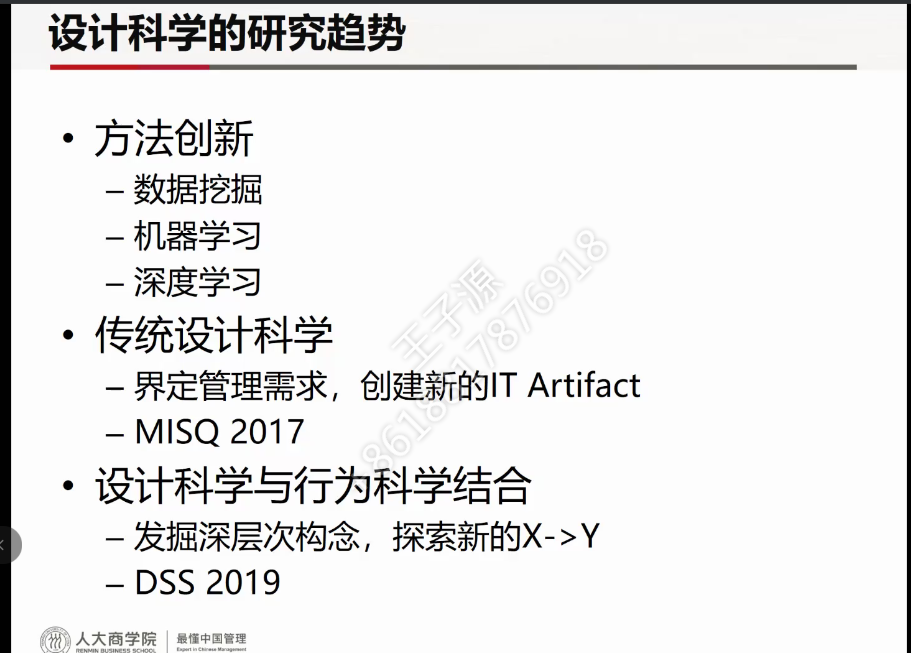 设计科学的研究趋势
• 方法创新
– 数据挖掘
– 机器学习
– 深度学习
• 传统设计科学
– 界定管理需求，创建新的IT Artifact
– MISQ 2017
• 设计科学与行为科学结合
– 发掘深层次构念，探索新的X->Y
– DSS 2019
王子源
人大商学院
RENMIN BUSINESS SCHOOL
最懂中国管理
Expert in Chinese Management